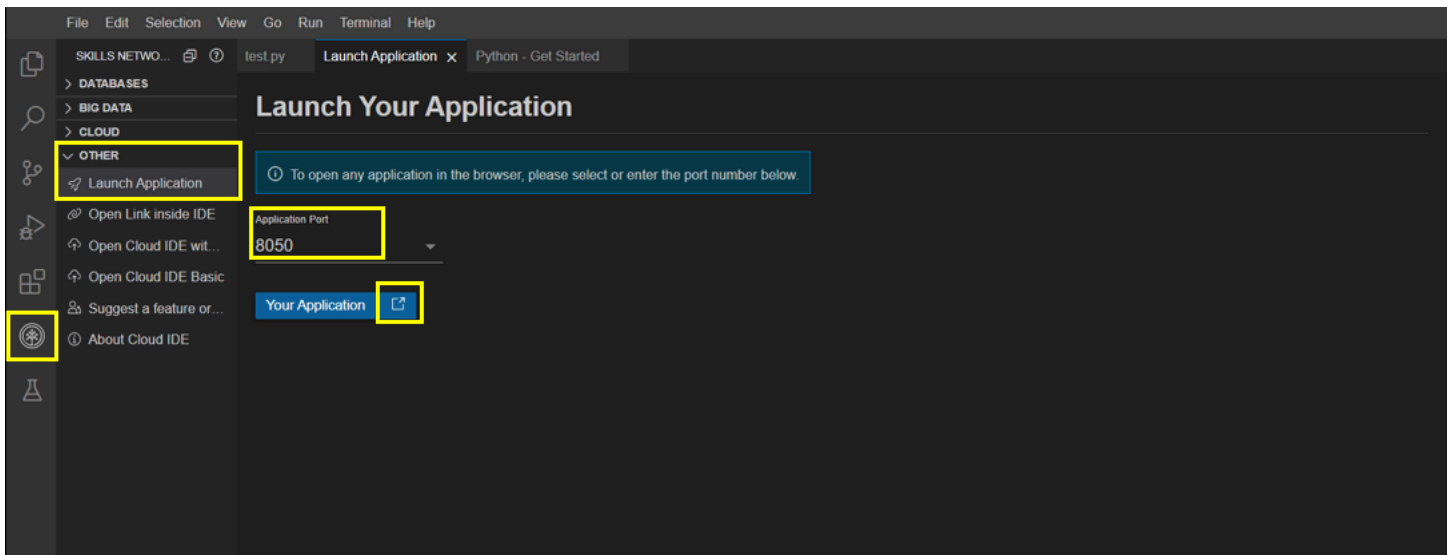 File Edit Selection View Go Run Terminal Help
SKILLS NETWO...
test.py Launch Application Python - Get Started
DATABASES
BIG DATA
CLOUD
OTHER
Launch Application
Open Link inside IDE
Open Cloud IDE wit...
Open Cloud IDE Basic
Suggest a feature or...
About Cloud IDE
Launch Your Application
To open any application in the browser, please select or enter the port number below.
Application Port
8050
Your Application